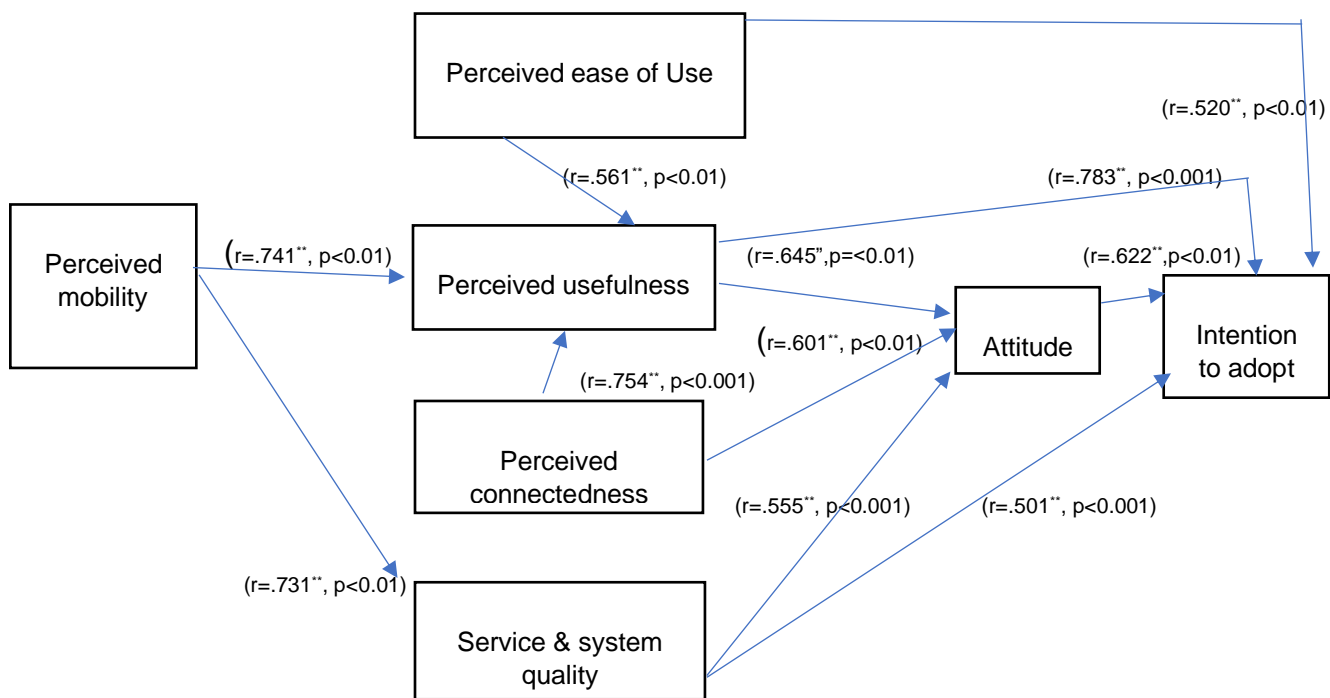 Perceived ease of Use
(r=.520**, p<0.01)
(r=.561**, p<0.01)
(r=.783**, p<0.001)
Perceived
mobility
(r=.741**, p<0.01)
Perceived usefulness
(r=.645”,p=<0.01)
(r=.622**,p<0.01)
Attitude
Intention
to adopt
(r=.601**, p<0.01)
(r=.754**, p<0.001)
Perceived
connectedness
(r=.555**, p<0.001)
(r=.501**, p<0.001)
(r=.731**, p<0.01)
Service & system
quality